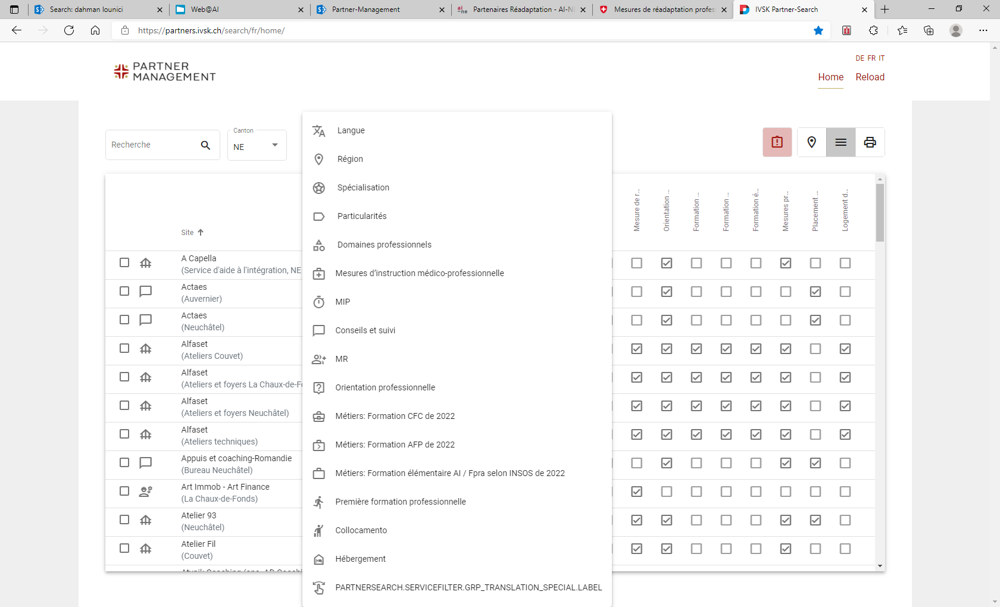 Search: dahman lounici
Web@AI
Partner-Management
Partenaires Réadaptation - AI-NE
Mesures de réadaptation profes
IVSK Partner-Search
https://partners.ivsk.ch/search/fr/home/
PARTNER
MANAGEMENT
DE FR IT
Home Reload
Recherche
Canton
NE
Langue
Région
Spécialisation
Particularités
Domaines professionnels
Mesures d'instruction médico-professionnelle
MIP
Conseils et suivi
MR
Orientation professionnelle
Métiers: Formation CFC de 2022
Métiers: Formation AFP de 2022
Métiers: Formation élémentaire AI / Fpra selon INSOS de 2022
Première formation professionnelle
Collocamento
Hébergement
PARTNERSEARCH.SERVICEFILTER.GRP_TRANSLATION_SPECIAL.LABEL
Site
Mesure de r...
Orientation ...
Formation ...
Formation ...
Formation é...
Mesures pr...
Placement ...
Logement d...
A Capella
(Service d'aide à l'intégration, NE
Actaes
(Auvernier)
Actaes
(Neuchâtel)
Alfaset
(Ateliers Couvet)
Alfaset
(Ateliers et foyers La Chaux-de-Fo
Alfaset
(Ateliers et foyers Neuchâtel)
Alfaset
(Ateliers techniques)
Appuis et coaching-Romandie
(Bureau Neuchâtel)
Art Immob - Art Finance
(La Chaux-de-Fonds)
Atelier 93
(Neuchâtel)
Atelier Fil
(Couvet)